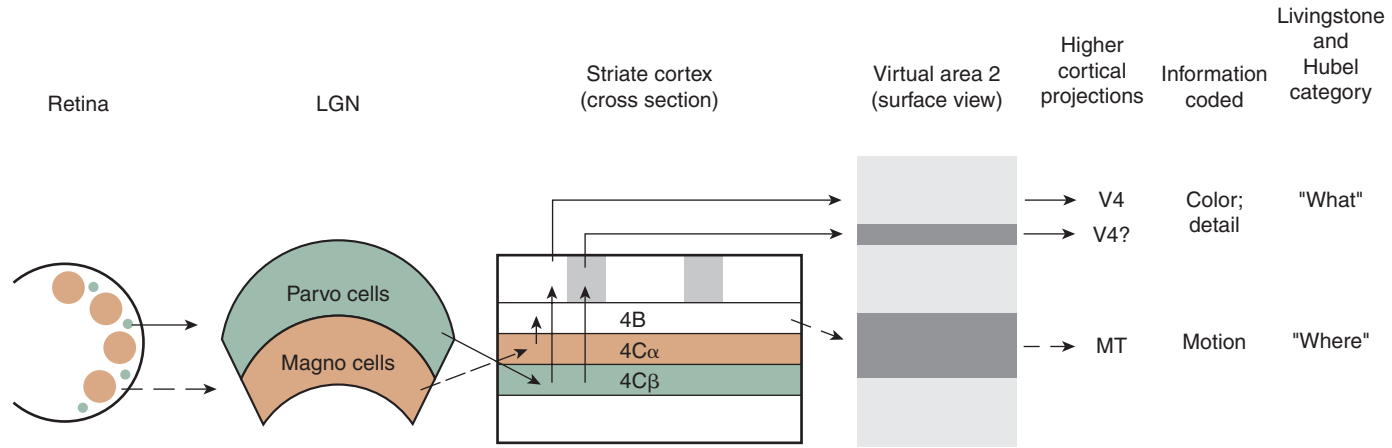 Retina
LGN
Striate cortex
(cross section)
Virtual area 2
(surface view)
Higher
cortical
projections
Information
coded
Livingstone
and
Hubel
category
Parvo cells
Magno cells
4B
4Cα
4Cβ
V4
V4?
MT
Color;
detail
Motion
"What"
"Where"